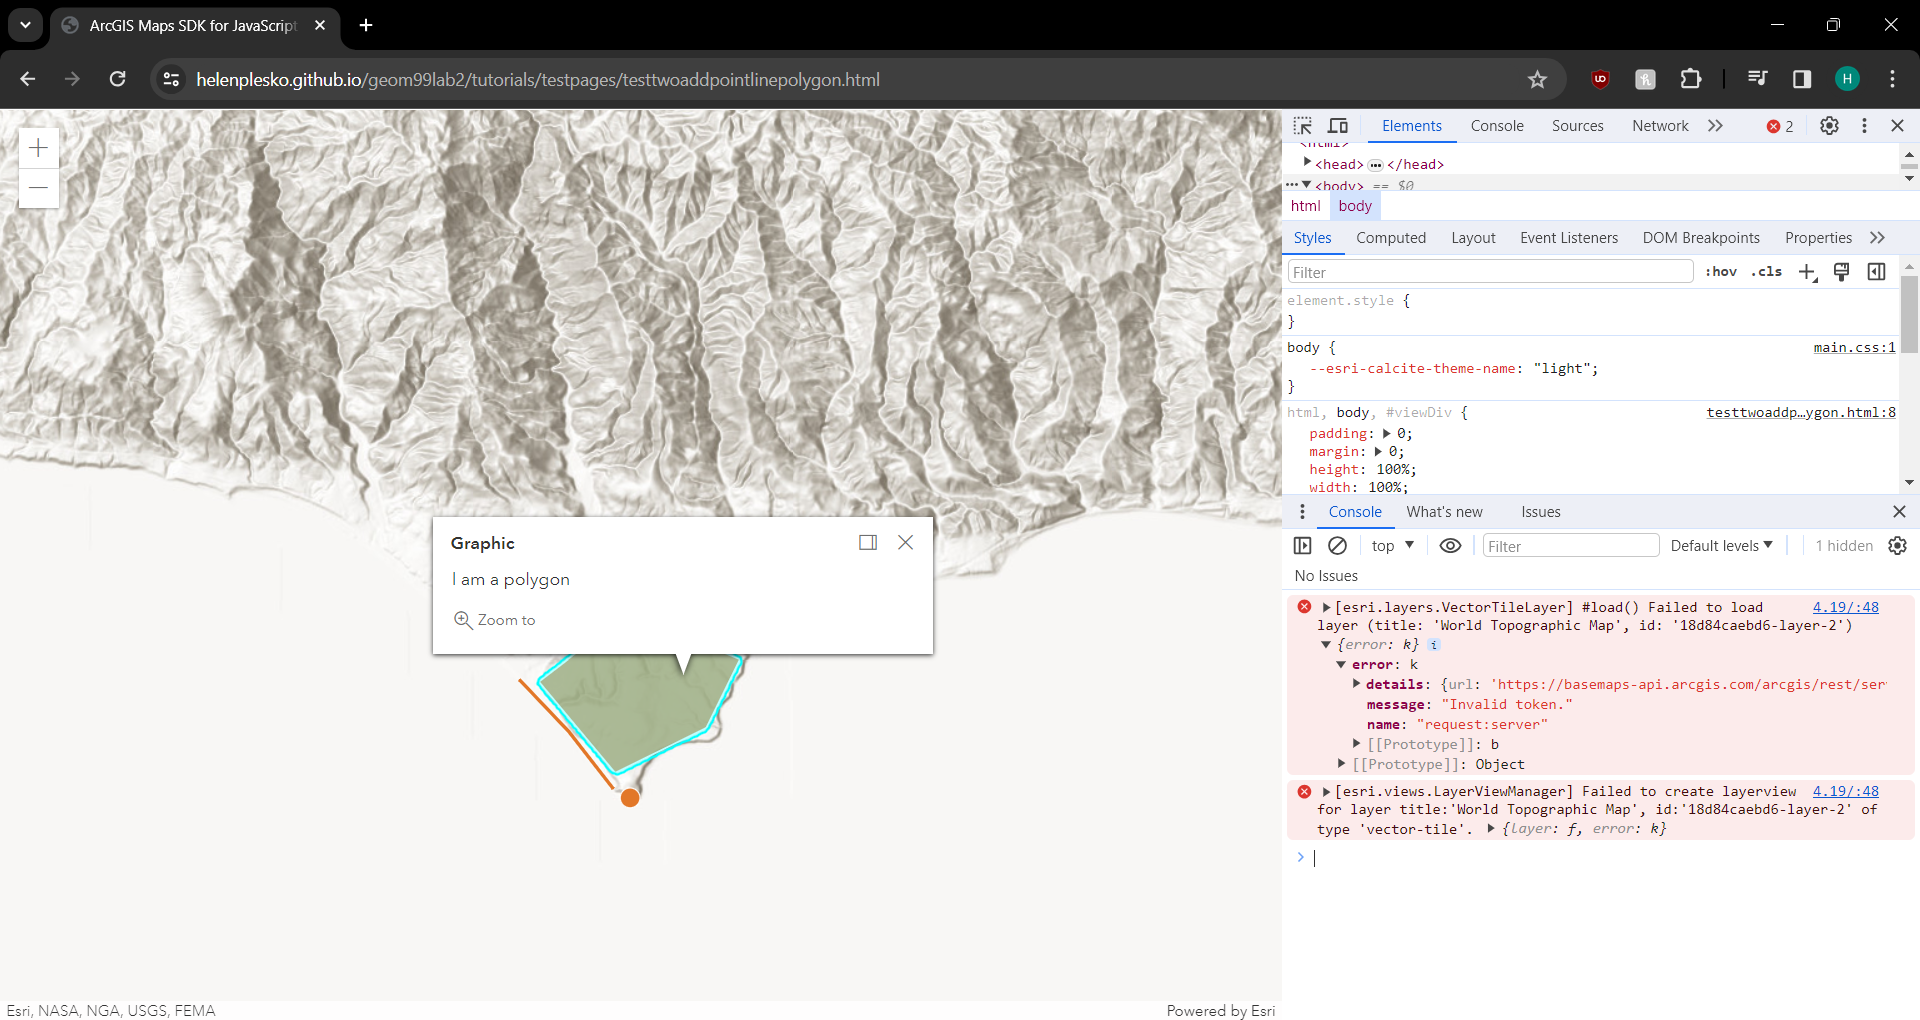 ArcGIS Maps SDK for JavaScript
helenplesko.github.io/geom99lab2/tutorials/testpages/testtwoaddpointlinepolygon.html
H
Elements Console Sources Network 2
<head> ••• </head>
••• ▼<body> == $0
html body
Styles Computed Layout Event Listeners DOM Breakpoints Properties
Filter :hov .cls
element.style {
}
body { main.css:1
--esri-calcite-theme-name: "light";
}
html, body, #viewDiv { testtwoaddp…ygon.html:8
padding: ▶ 0;
margin: ▶ 0;
height: 100%;
width: 100%;
Console What's new Issues
top ▼ Filter Default levels ▼ 1 hidden
No Issues
▶[esri.layers.VectorTileLayer] #load() Failed to load 4.19/:48
layer (title: 'World Topographic Map', id: '18d84caebd6-layer-2')
▼ {error: k} i
▼ error: k
▶ details: {url: 'https://basemaps-api.arcgis.com/arcgis/rest/ser
message: "Invalid token."
name: "request:server"
▶ [[Prototype]]: b
▶ [[Prototype]]: Object
▶[esri.views.LayerViewManager] Failed to create layerview 4.19/:48
for layer title:'World Topographic Map', id:'18d84caebd6-layer-2' of
type 'vector-tile'. ▶ {layer: f, error: k}
>
Graphic
I am a polygon
Zoom to
Esri, NASA, NGA, USGS, FEMA
Powered by Esri